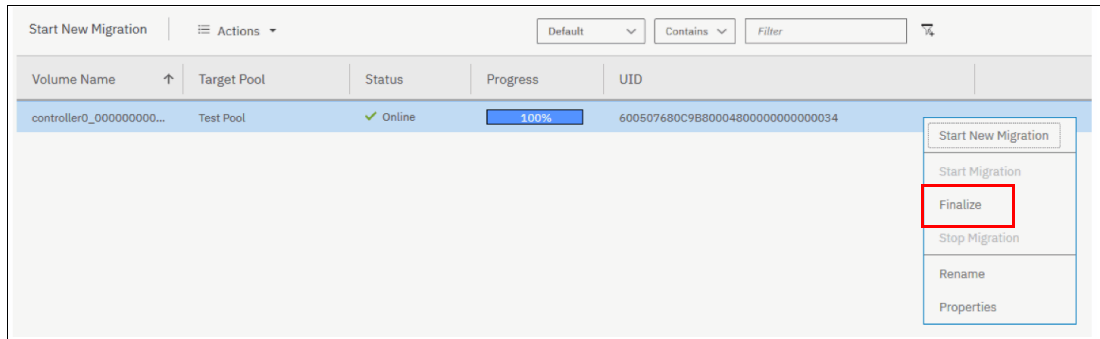 Start New Migration Actions Default Contains Filter
Volume Name Target Pool Status Progress UID
controller0_000000000... Test Pool Online 100% 600507680C9B80004800000000000034
Start New Migration
Start Migration
Finalize
Stop Migration
Rename
Properties